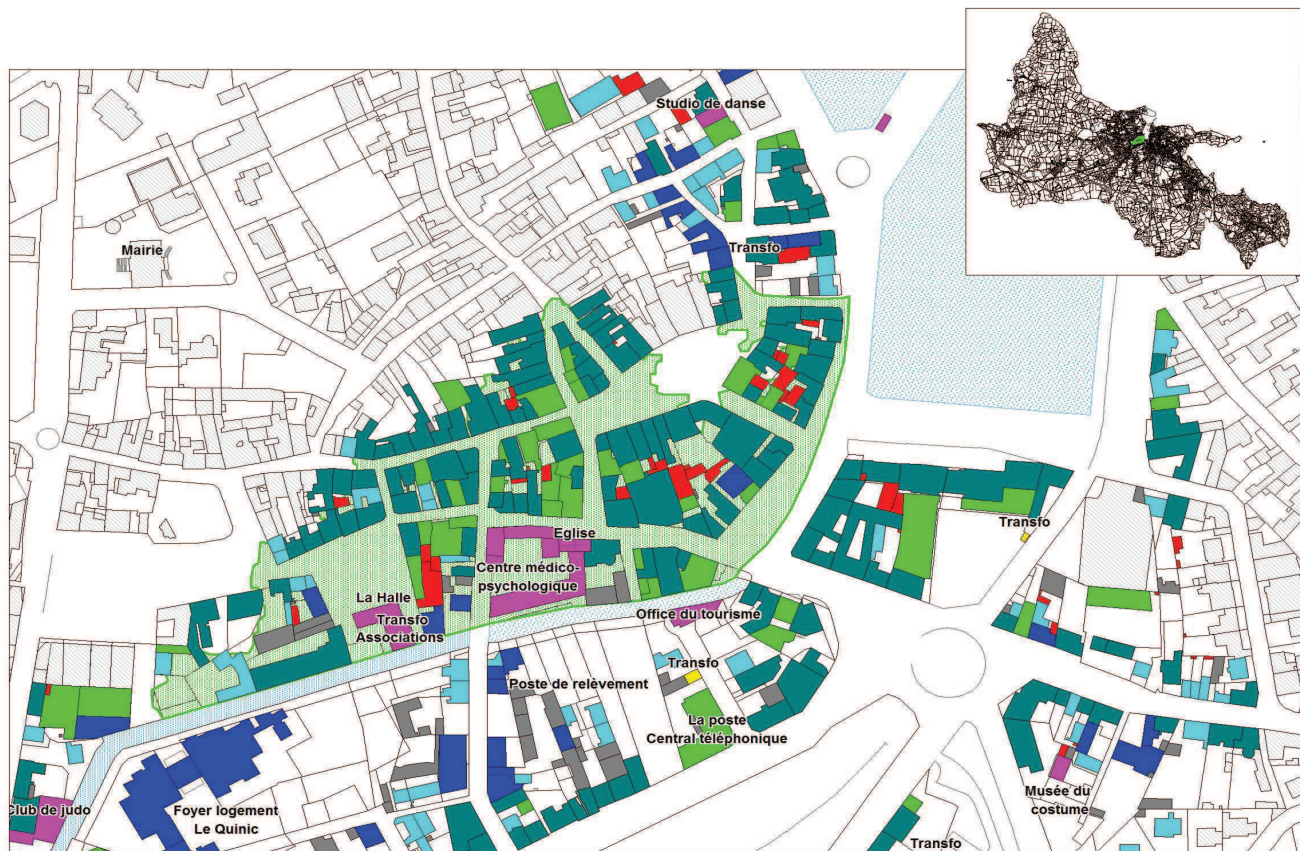 Studio de danse
Mairie
Transfo
Transfo
Eglise
Centre médico-
psychologique
La Halle
Transfo
Associations
Office du tourisme
Transfo
Poste de relèvement
La poste
Central téléphonique
Club de judo
Foyer logement
Le Quinic
Musée du
costume
Transfo